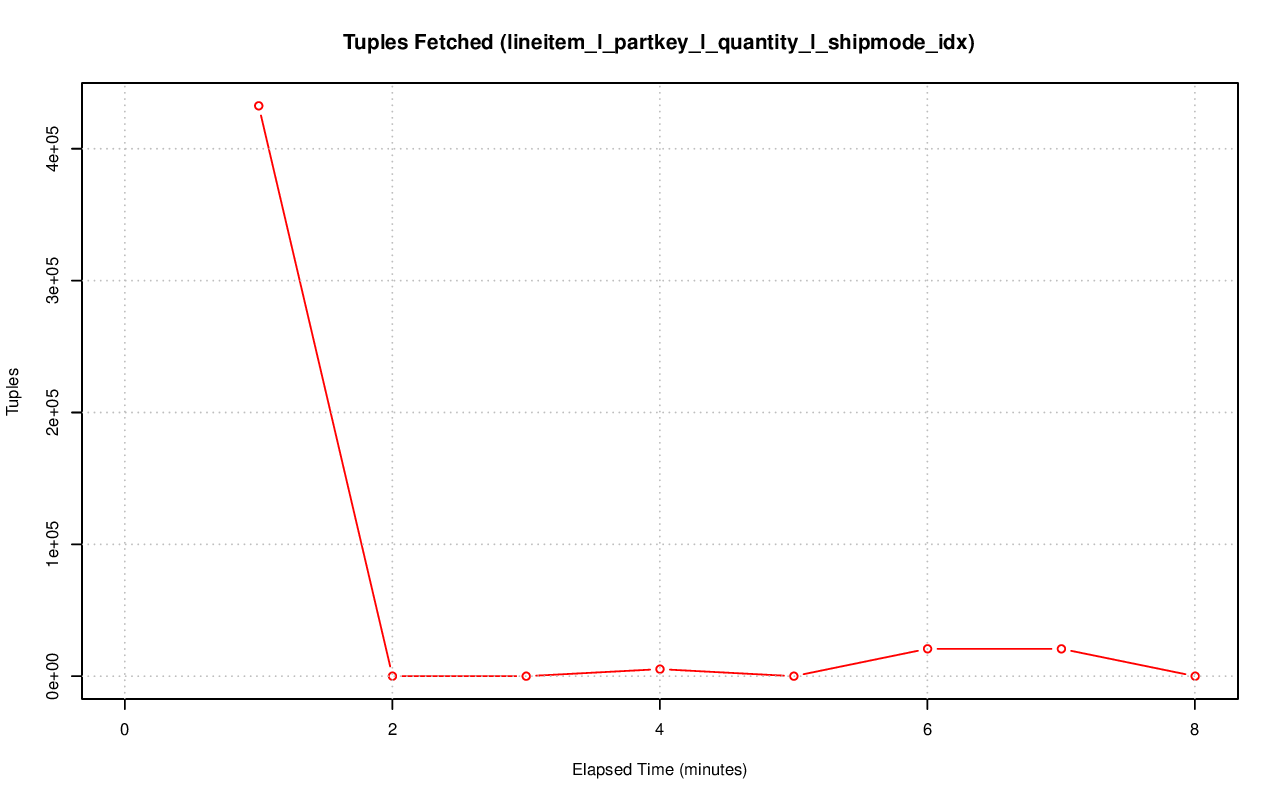 Tuples Fetched (lineitem_l_partkey_l_quantity_l_shipmode_idx)
Tuples
4e+05
3e+05
2e+05
1e+05
0e+00
0 2 4 6 8
Elapsed Time (minutes)